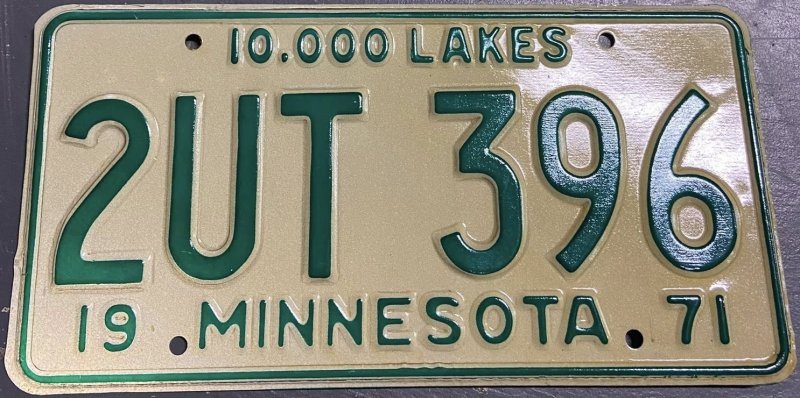 10.000 LAKES
2UT 396
19 MINNESOTA 71